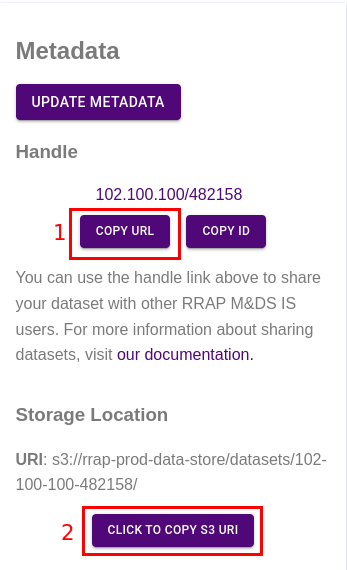 Metadata
UPDATE METADATA
Handle
102.100.100/482158
1 COPY URL COPY ID
You can use the handle link above to share
your dataset with other RRAP M&DS IS
users. For more information about sharing
datasets, visit our documentation.
Storage Location
URI: s3://rrap-prod-data-store/datasets/102-
100-100-482158/
2 CLICK TO COPY S3 URI